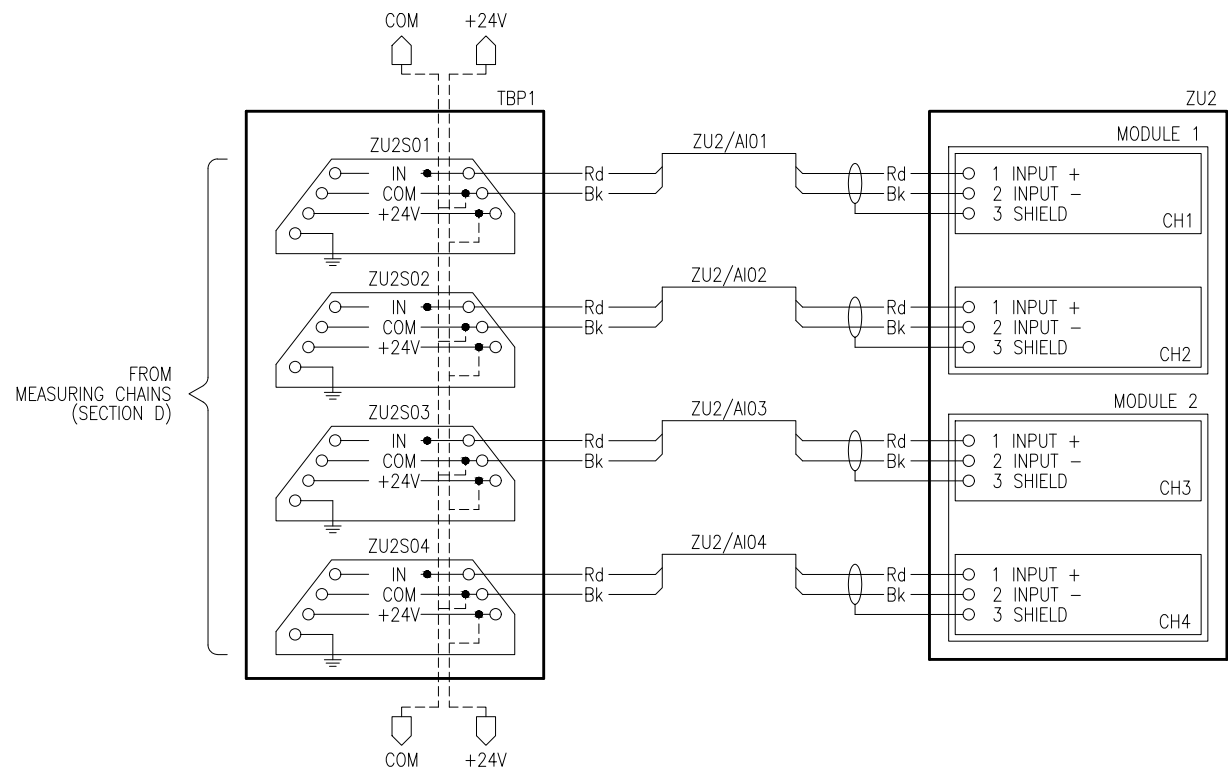 COM +24V
TBP1
ZU2
ZU2S01
IN
COM
+24V
Rd
Bk
ZU2/AI01
Rd
Bk
MODULE 1
1 INPUT +
2 INPUT −
3 SHIELD
CH1
ZU2S02
IN
COM
+24V
Rd
Bk
ZU2/AI02
Rd
Bk
1 INPUT +
2 INPUT −
3 SHIELD
CH2
FROM
MEASURING CHAINS
(SECTION D)
ZU2S03
IN
COM
+24V
Rd
Bk
ZU2/AI03
Rd
Bk
MODULE 2
1 INPUT +
2 INPUT −
3 SHIELD
CH3
ZU2S04
IN
COM
+24V
Rd
Bk
ZU2/AI04
Rd
Bk
1 INPUT +
2 INPUT −
3 SHIELD
CH4
COM +24V